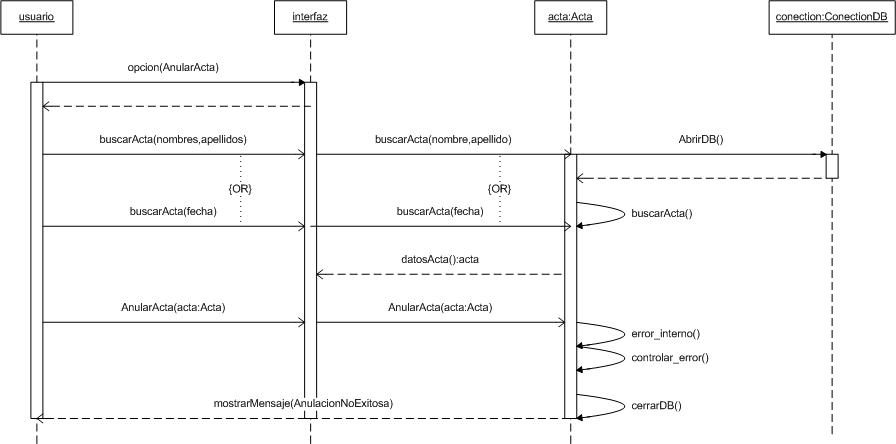 usuario
interfaz
acta:Acta
conection:ConectionDB
opcion(AnularActa)
buscarActa(nombres,apellidos)
buscarActa(nombre,apellido)
AbrirDB()
{OR}
{OR}
buscarActa(fecha)
buscarActa(fecha)
buscarActa()
datosActa():acta
AnularActa(acta:Acta)
AnularActa(acta:Acta)
error_interno()
controlar_error()
mostrarMensaje(AnulacionNoExitosa)
cerrarDB()